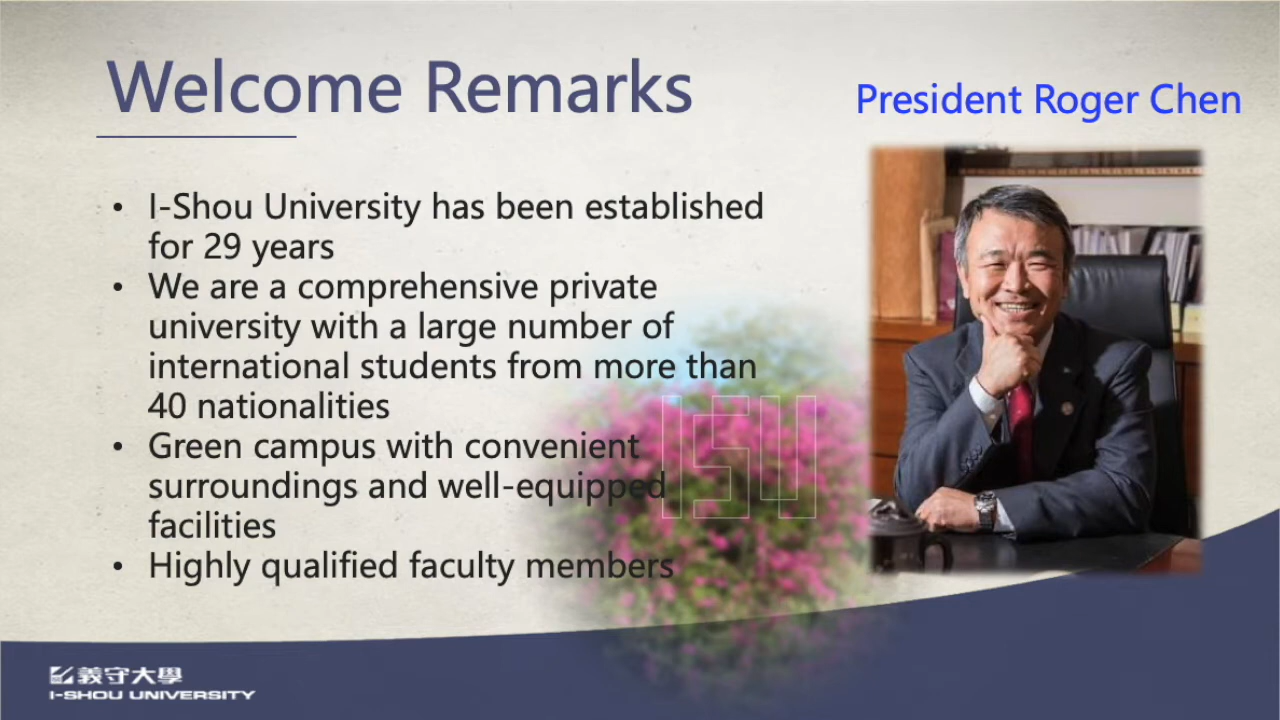 Welcome Remarks
President Roger Chen
• I-Shou University has been established
for 29 years
• We are a comprehensive private
university with a large number of
international students from more than
40 nationalities
• Green campus with convenient
surroundings and well-equipped
facilities
• Highly qualified faculty members
ISU
義守大學
I-SHOU UNIVERSITY